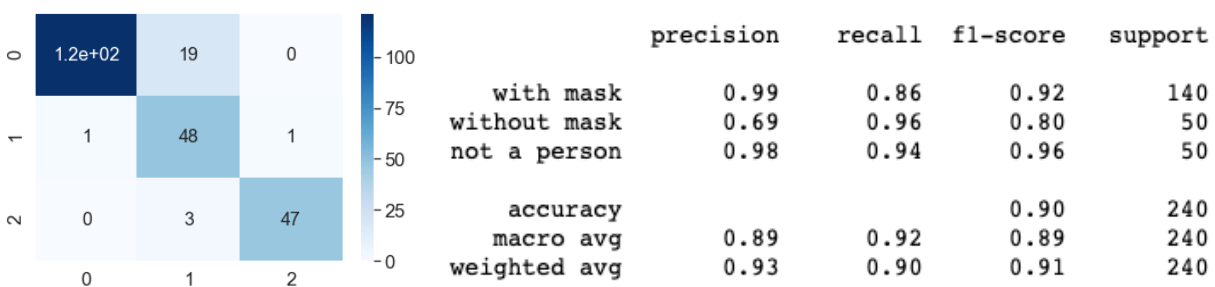 0 1.2e+02 19 0
1 1 48 1
2 0 3 47
0 1 2
100
75
50
25
0
precision recall f1-score support
with mask 0.99 0.86 0.92 140
without mask 0.69 0.96 0.80 50
not a person 0.98 0.94 0.96 50
accuracy 0.90 240
macro avg 0.89 0.92 0.89 240
weighted avg 0.93 0.90 0.91 240